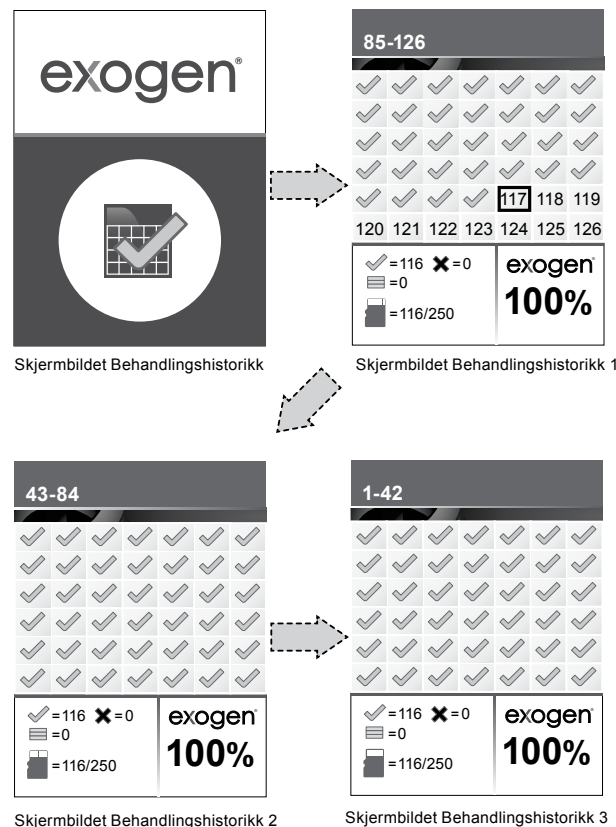 exogen®
Skjermbildet Behandlingshistorikk
85-126
117 118 119
120 121 122 123 124 125 126
=116 =0
=0
=116/250
exogen®
100%
Skjermbildet Behandlingshistorikk 1
43-84
=116 =0
=0
=116/250
exogen®
100%
Skjermbildet Behandlingshistorikk 2
1-42
=116 =0
=0
=116/250
exogen®
100%
Skjermbildet Behandlingshistorikk 3